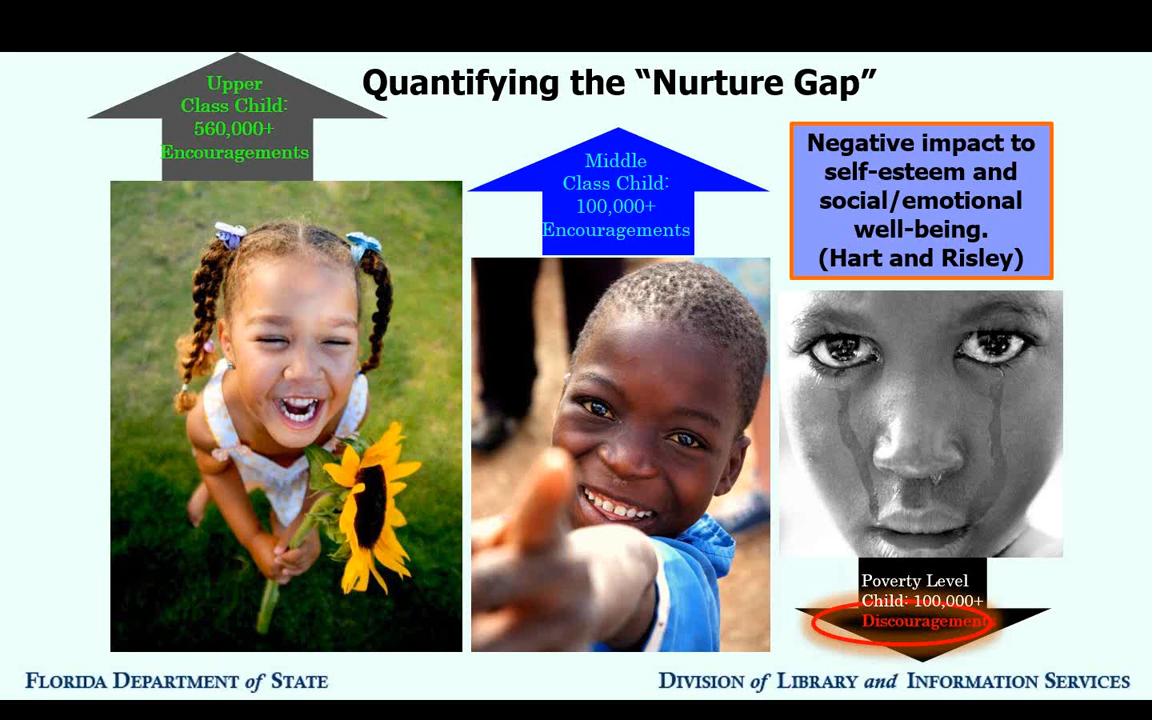 Quantifying the “Nurture Gap”
Upper
Class Child:
560,000+
Encouragements
Middle
Class Child:
100,000+
Encouragements
Negative impact to
self-esteem and
social/emotional
well-being.
(Hart and Risley)
Poverty Level
Child: 100,000+
Discouragements
FLORIDA DEPARTMENT of STATE
DIVISION of LIBRARY and INFORMATION SERVICES